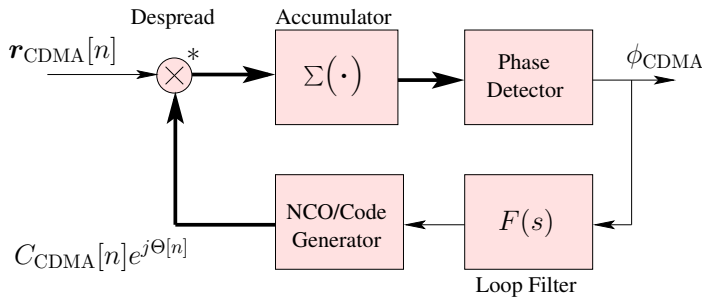 Despread
Accumulator
𝒓_CDMA[n]
*
Σ(·)
Phase
Detector
ϕ_CDMA
NCO/Code
Generator
F(s)
C_CDMA[n]e^{jΘ[n]}
Loop Filter